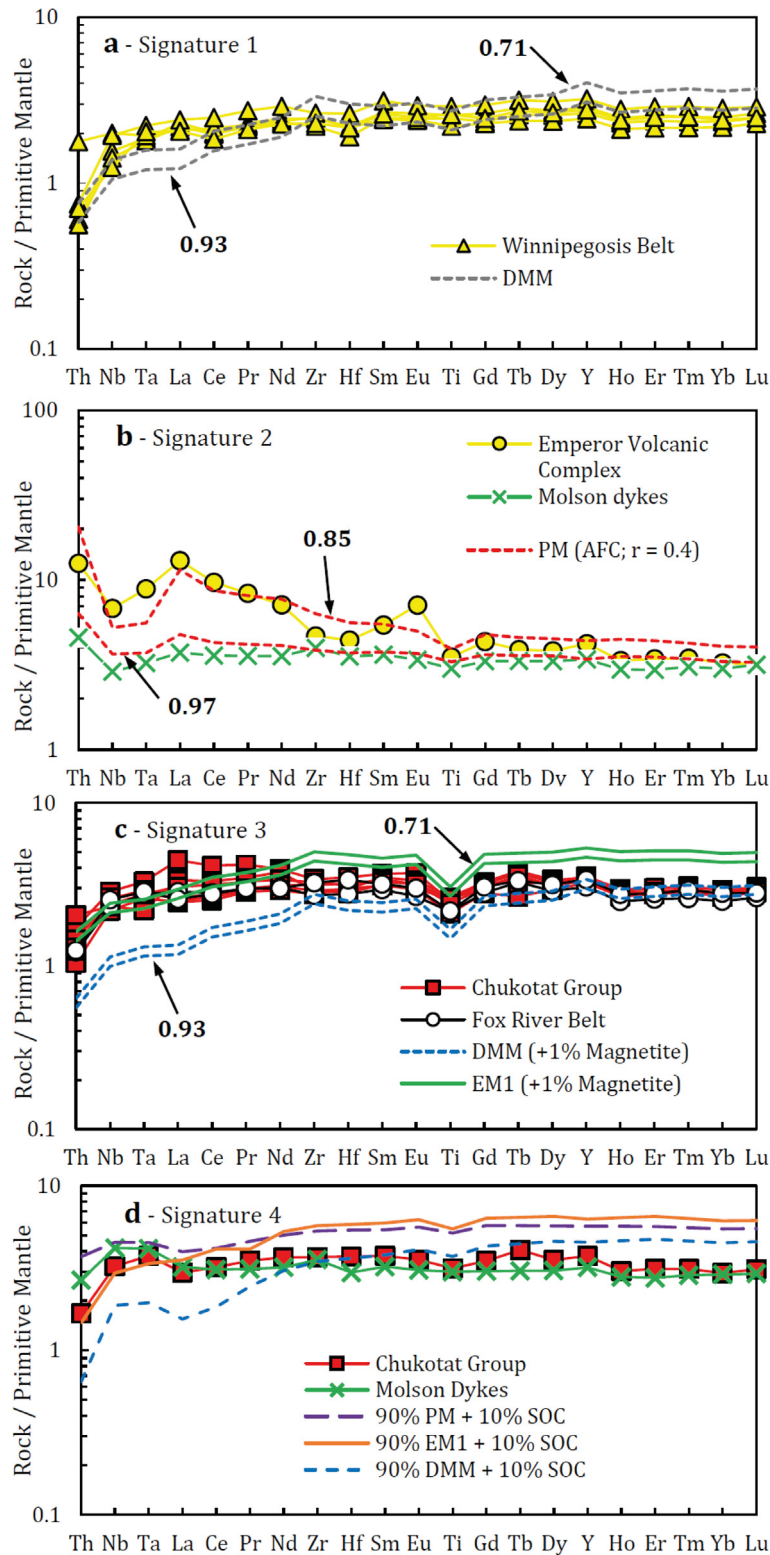 a - Signature 1
Rock / Primitive Mantle
10
1
0.1
0.71
0.93
Winnipegosis Belt
DMM
Th Nb Ta La Ce Pr Nd Zr Hf Sm Eu Ti Gd Tb Dy Y Ho Er Tm Yb Lu
b - Signature 2
Rock / Primitive Mantle
100
10
1
Emperor Volcanic
Complex
Molson dykes
PM (AFC; r = 0.4)
0.85
0.97
Th Nb Ta La Ce Pr Nd Zr Hf Sm Eu Ti Gd Tb Dy Y Ho Er Tm Yb Lu
c - Signature 3
Rock / Primitive Mantle
10
1
0.1
0.71
0.93
Chukotat Group
Fox River Belt
DMM (+1% Magnetite)
EM1 (+1% Magnetite)
Th Nb Ta La Ce Pr Nd Zr Hf Sm Eu Ti Gd Tb Dy Y Ho Er Tm Yb Lu
d - Signature 4
Rock / Primitive Mantle
10
1
0.1
Chukotat Group
Molson Dykes
90% PM + 10% SOC
90% EM1 + 10% SOC
90% DMM + 10% SOC
Th Nb Ta La Ce Pr Nd Zr Hf Sm Eu Ti Gd Tb Dy Y Ho Er Tm Yb Lu